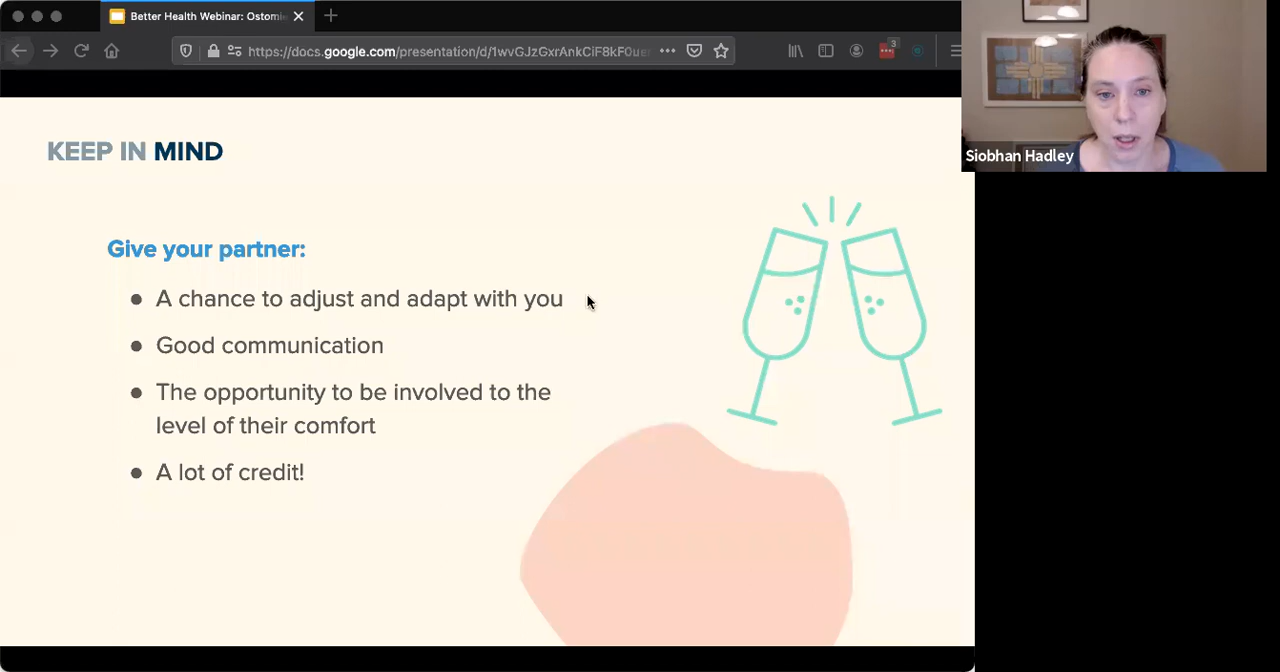 Better Health Webinar: Ostomi
https://docs.google.com/presentation/d/1wvGJzGxrAnkCiF8kF0ue
3
KEEP IN MIND
Siobhan Hadley
Give your partner:
● A chance to adjust and adapt with you
● Good communication
● The opportunity to be involved to the
level of their comfort
● A lot of credit!